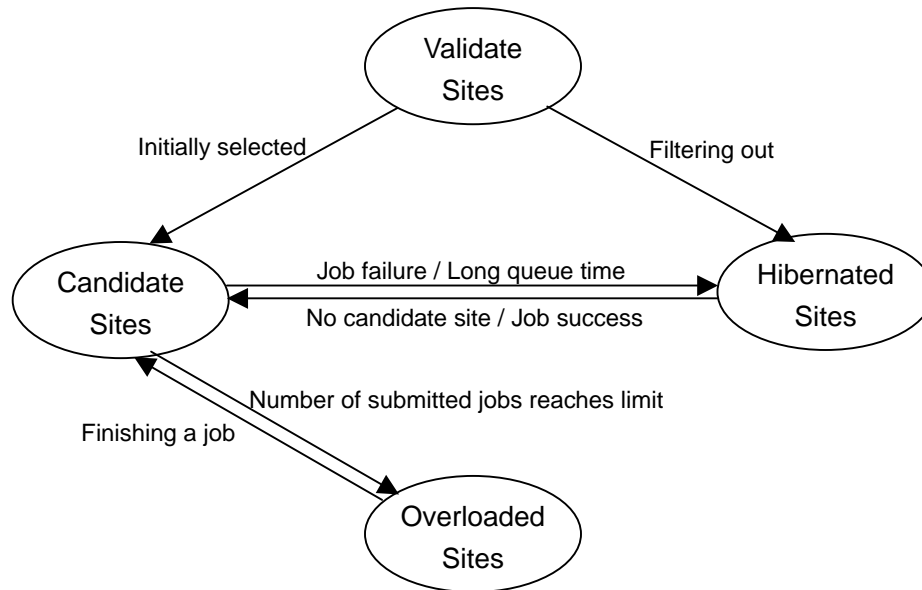 Validate
Sites
Initially selected
Filtering out
Candidate
Sites
Job failure / Long queue time
No candidate site / Job success
Hibernated
Sites
Number of submitted jobs reaches limit
Finishing a job
Overloaded
Sites